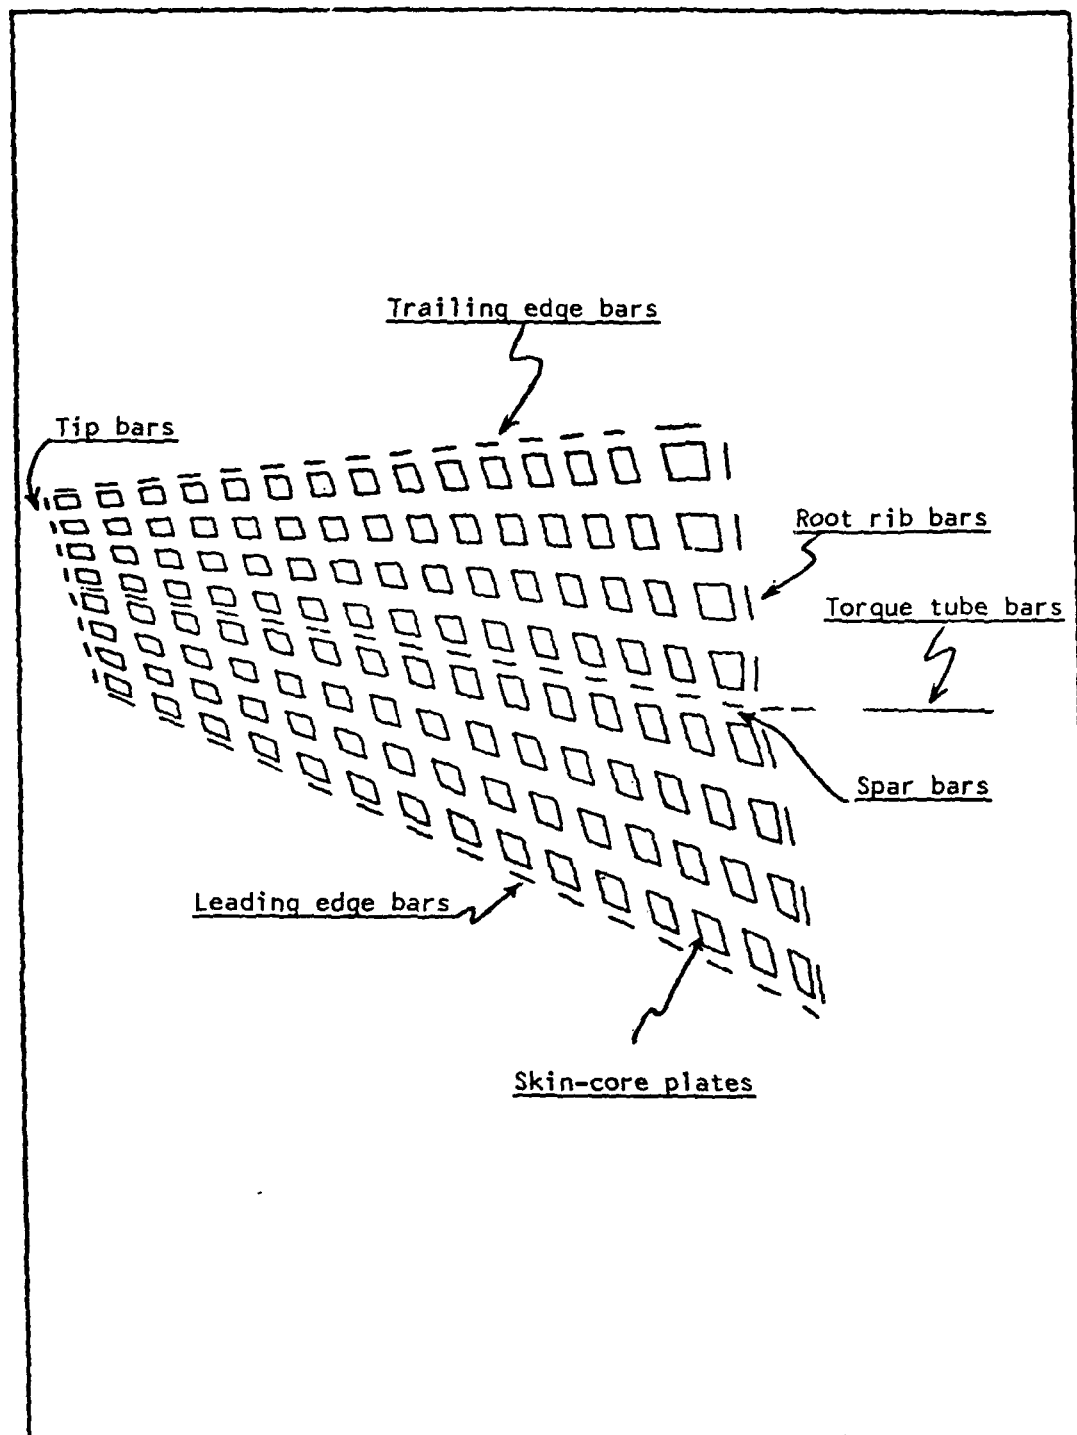 Trailing edge bars
Tip bars
Root rib bars
Torque tube bars
Spar bars
Leading edge bars
Skin-core plates